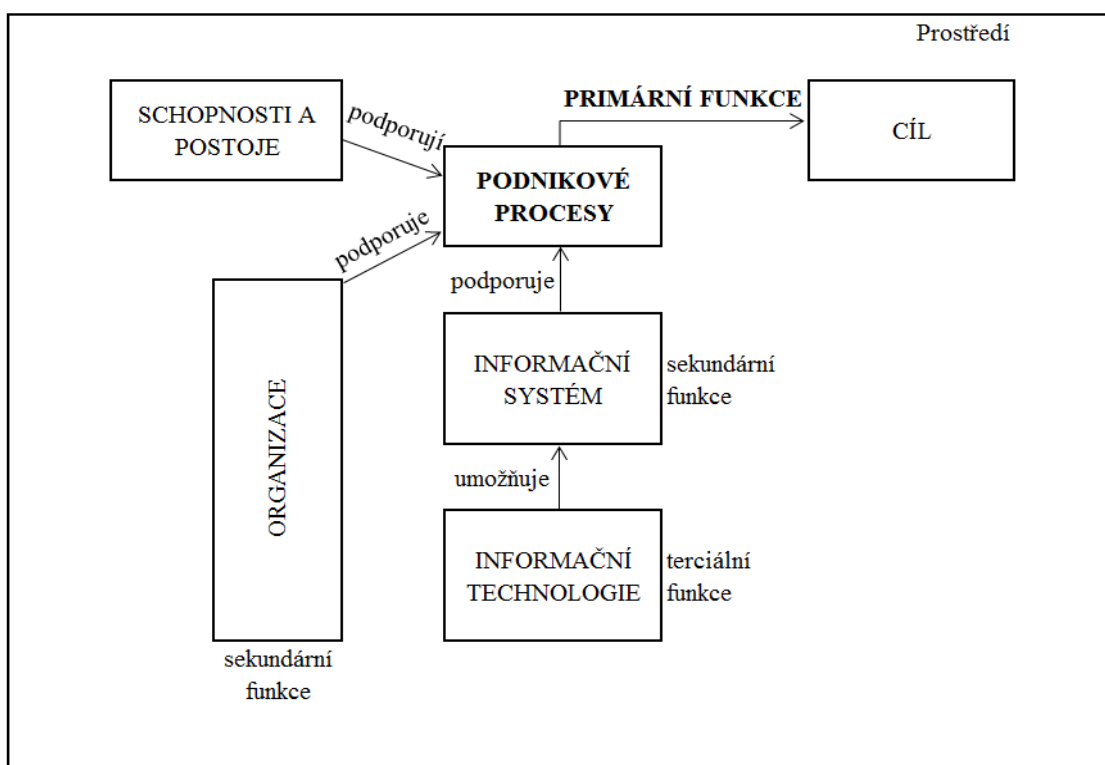 Prostředí
SCHOPNOSTI A
POSTOJE
podporují
PRIMÁRNÍ FUNKCE
CÍL
PODNIKOVÉ
PROCESY
podporuje
podporuje
ORGANIZACE
INFORMAČNÍ
SYSTÉM
sekundární
funkce
umožňuje
INFORMAČNÍ
TECHNOLOGIE
terciální
funkce
sekundární
funkce